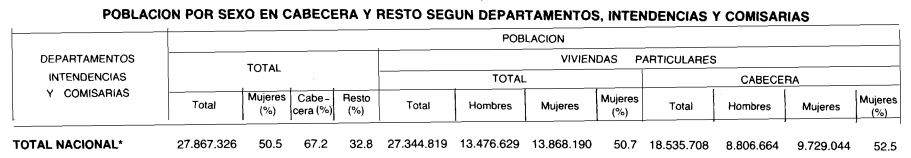 POBLACION POR SEXO EN CABECERA Y RESTO SEGUN DEPARTAMENTOS, INTENDENCIAS Y COMISARIAS
DEPARTAMENTOS
INTENDENCIAS
Y COMISARIAS
POBLACION
TOTAL
VIVIENDAS PARTICULARES
TOTAL
CABECERA
Total
Mujeres
(%)
Cabe-
cera (%)
Resto
(%)
Total
Hombres
Mujeres
Mujeres
(%)
Total
Hombres
Mujeres
Mujeres
(%)
TOTAL NACIONAL* 27.867.326 50.5 67.2 32.8 27.344.819 13.476.629 13.868.190 50.7 18.535.708 8.806.664 9.729.044 52.5